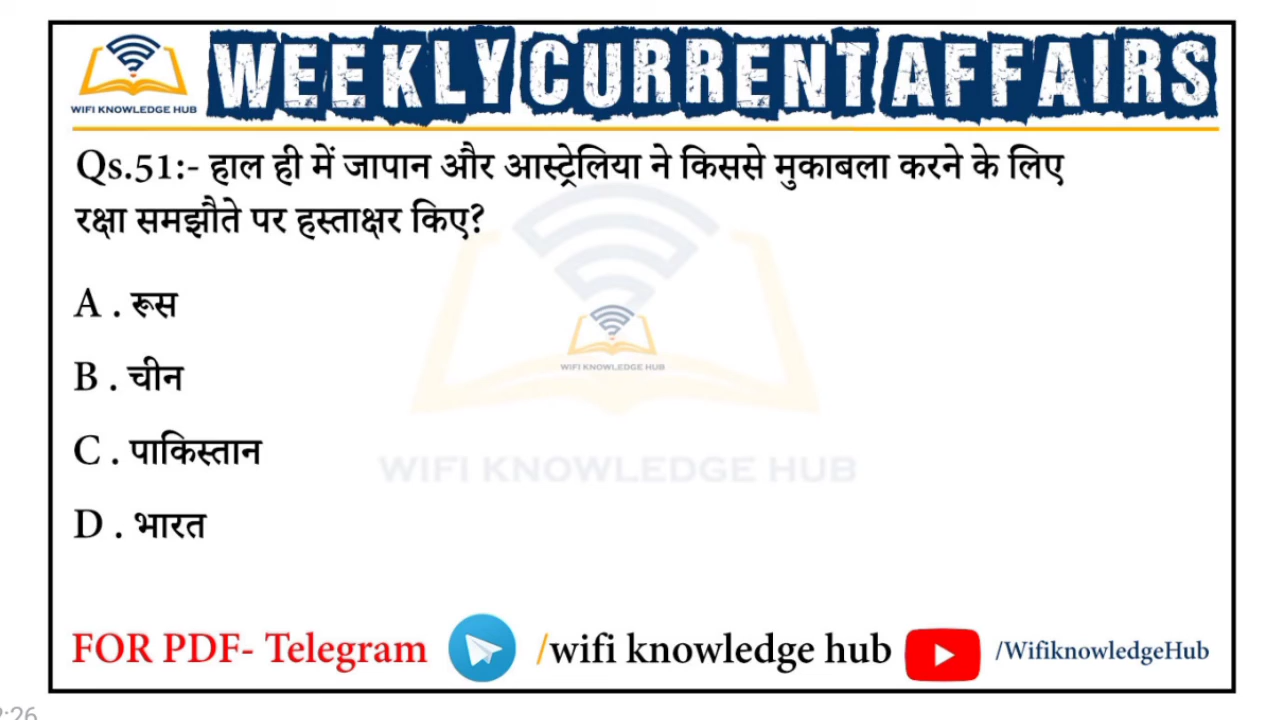 WIFI KNOWLEDGE HUB
WEEKLY CURRENT AFFAIRS
Qs.51:- हाल ही में जापान और आस्ट्रेलिया ने किससे मुकाबला करने के लिए
रक्षा समझौते पर हस्ताक्षर किए?
A . रूस
B . चीन
WIFI KNOWLEDGE HUB
C . पाकिस्तान
WIFI KNOWLEDGE HUB
D . भारत
FOR PDF- Telegram /wifi knowledge hub /WifiknowledgeHub